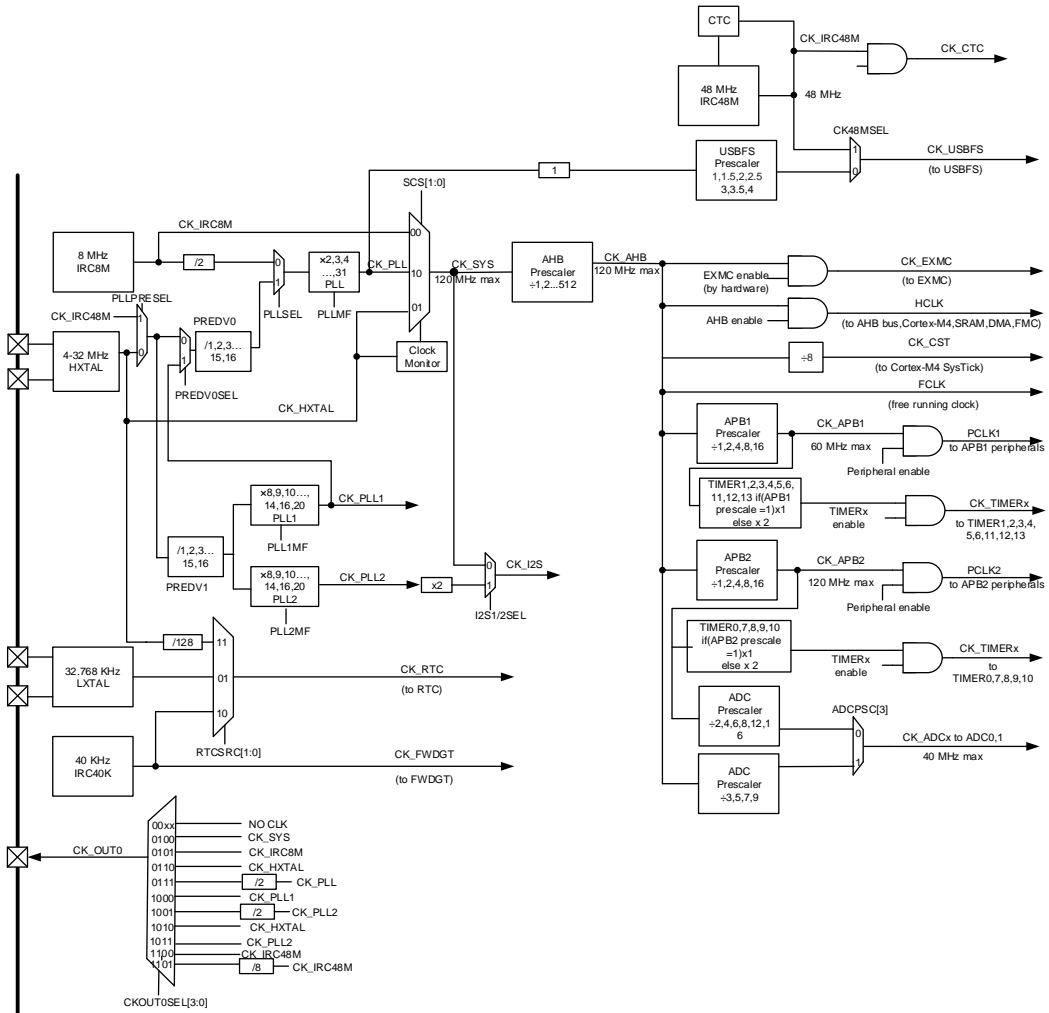 CTC
CK_IRC48M
CK_CTC
48 MHz
IRC48M
48 MHz
CK48MSEL
USBFS
Prescaler
1,1.5,2,2.5
3,3.5,4
1
0
CK_USBFS
(to USBFS)
1
SCS[1:0]
CK_IRC8M
00
8 MHz
IRC8M
/2
0
1
×2,3,4
…,31
PLL
CK_PLL
10
CK_SYS
120 MHz max
AHB
Prescaler
÷1,2...512
CK_AHB
120 MHz max
EXMC enable
(by hardware)
CK_EXMC
(to EXMC)
PLLPRESEL
CK_IRC48M
1
0
PREDV0
PLLSEL
PLLMF
01
HCLK
AHB enable
(to AHB bus,Cortex-M4,SRAM,DMA,FMC)
4-32 MHz
HXTAL
0
1
/1,2,3…
15,16
Clock
Monitor
÷8
CK_CST
(to Cortex-M4 SysTick)
PREDV0SEL
FCLK
(free running clock)
CK_HXTAL
APB1
Prescaler
÷1,2,4,8,16
CK_APB1
60 MHz max
PCLK1
to APB1 peripherals
Peripheral enable
×8,9,10…,
14,16,20
PLL1
CK_PLL1
PLL1MF
TIMER1,2,3,4,5,6,
11,12,13 if(APB1
prescale =1)x1
else x 2
TIMERx
enable
CK_TIMERx
to TIMER1,2,3,4,
5,6,11,12,13
/1,2,3…
15,16
PREDV1
×8,9,10…,
14,16,20
PLL2
CK_PLL2
x2
PLL2MF
0
1
CK_I2S
I2S1/2SEL
APB2
Prescaler
÷1,2,4,8,16
CK_APB2
120 MHz max
PCLK2
to APB2 peripherals
Peripheral enable
/128
11
TIMER0,7,8,9,10
if(APB2 prescale
=1)x1
else x 2
TIMERx
enable
CK_TIMERx
to
TIMER0,7,8,9,10
32.768 KHz
LXTAL
01
CK_RTC
(to RTC)
10
RTCSRC[1:0]
ADC
Prescaler
÷2,4,6,8,12,1
6
ADCPSC[3]
0
1
CK_ADCx to ADC0,1
40 MHz max
40 KHz
IRC40K
CK_FWDGT
(to FWDGT)
ADC
Prescaler
÷3,5,7,9
CK_OUT0
00xx
NO CLK
0100
CK_SYS
0101
CK_IRC8M
0110
CK_HXTAL
0111
/2
CK_PLL
1000
CK_PLL1
1001
/2
CK_PLL2
1010
CK_HXTAL
1011
CK_PLL2
1100
CK_IRC48M
1101
/8
CK_IRC48M
CKOUT0SEL[3:0]